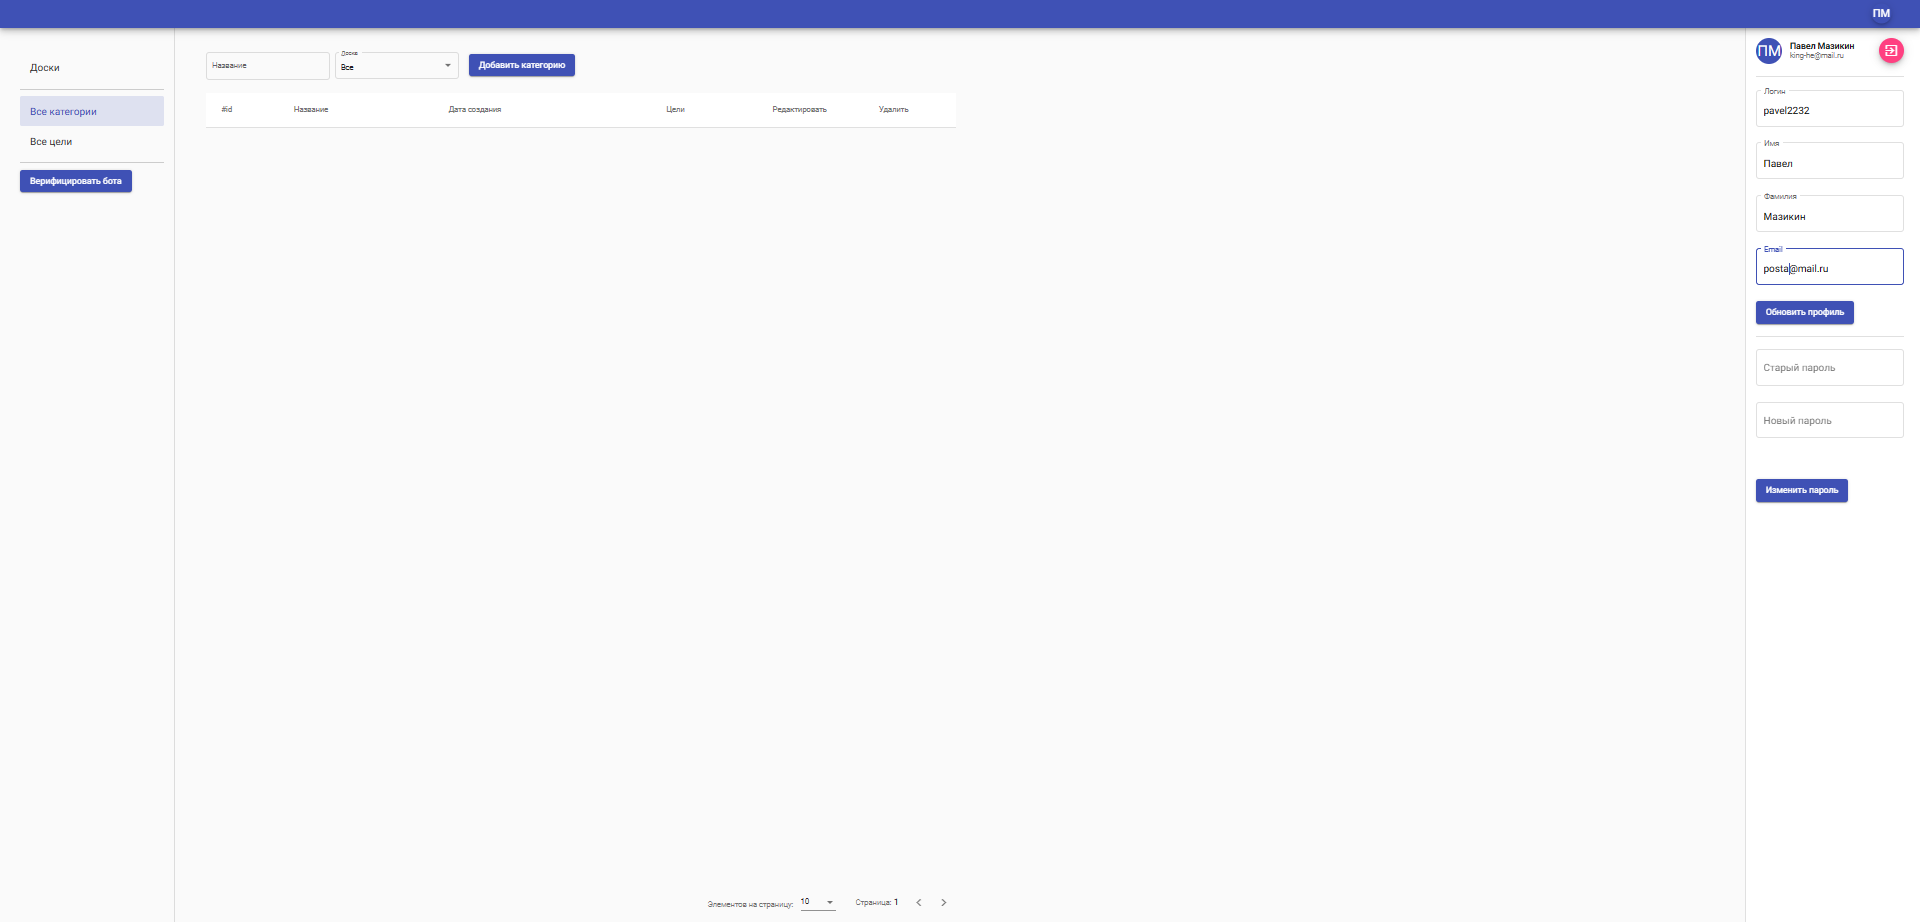 ПМ
Доски
Все категории
Все цели
Верифицировать бота
Название
Доска
Все
Добавить категорию
#id Название Дата создания Цели Редактировать Удалить
Элементов на страницу: 10 Страница: 1
ПМ
Павел Мазикин
king-he@mail.ru
Логин
pavel2232
Имя
Павел
Фамилия
Мазикин
Email
posta@mail.ru
Обновить профиль
Старый пароль
Новый пароль
Изменить пароль